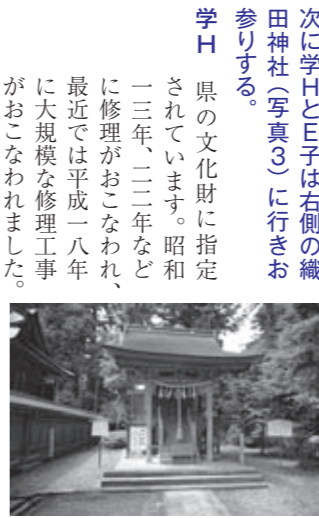 次に学HとE子は右側の織
田神社（写真3）に行きお
参りする。
学H　県の文化財に指定
されています。昭和
一三年、二二年など
に修理がおこなわれ、
最近では平成一八年
に大規模な修理工事
がおこなわれました。